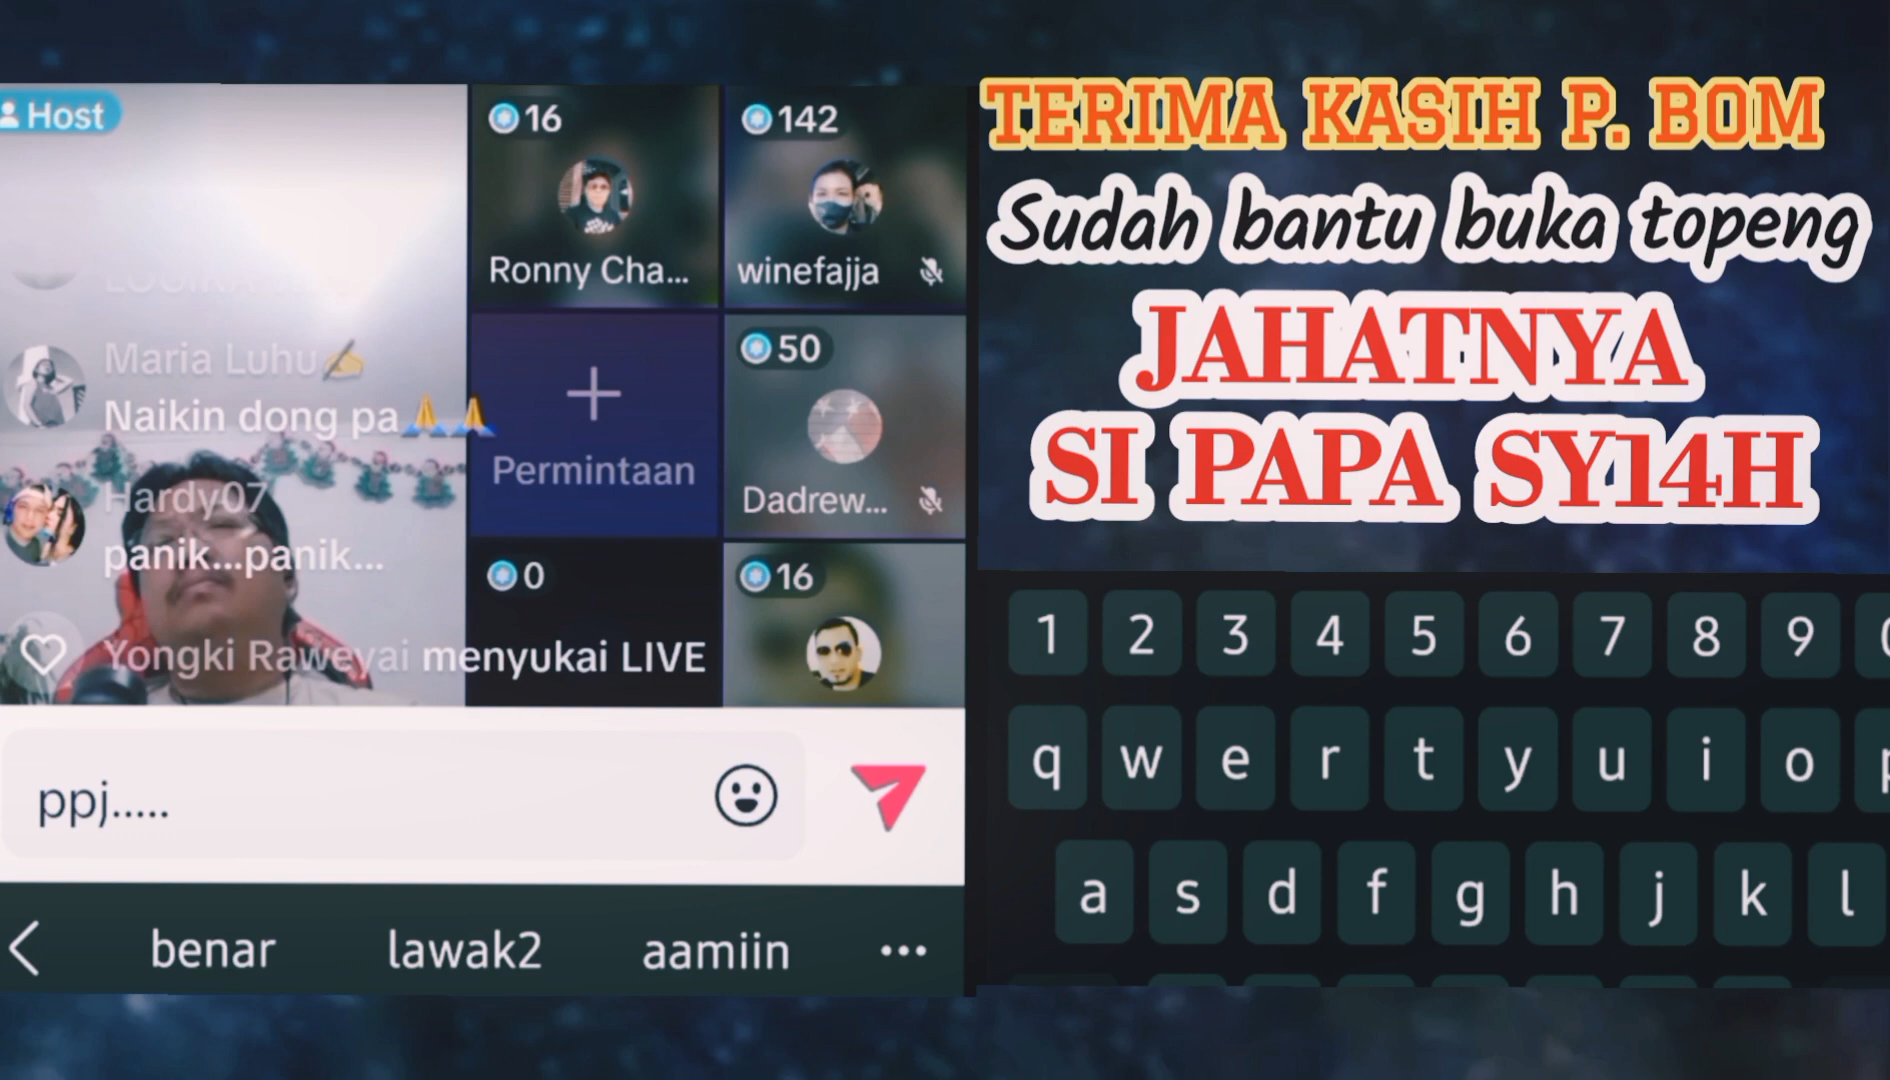 Host
16
142
Ronny Cha...
winefajja
Maria Luhu✍
Naikin dong pa🙏🙏
Hardy07
panik...panik...
Yongki Raweyai menyukai LIVE
+
Permintaan
50
Dadrew...
0
16
ppj.....
benar
lawak2
aamiin
...
TERIMA KASIH P. BOM
Sudah bantu buka topeng
JAHATNYA
SI PAPA SY14H
1 2 3 4 5 6 7 8 9
q w e r t y u i o p
a s d f g h j k l